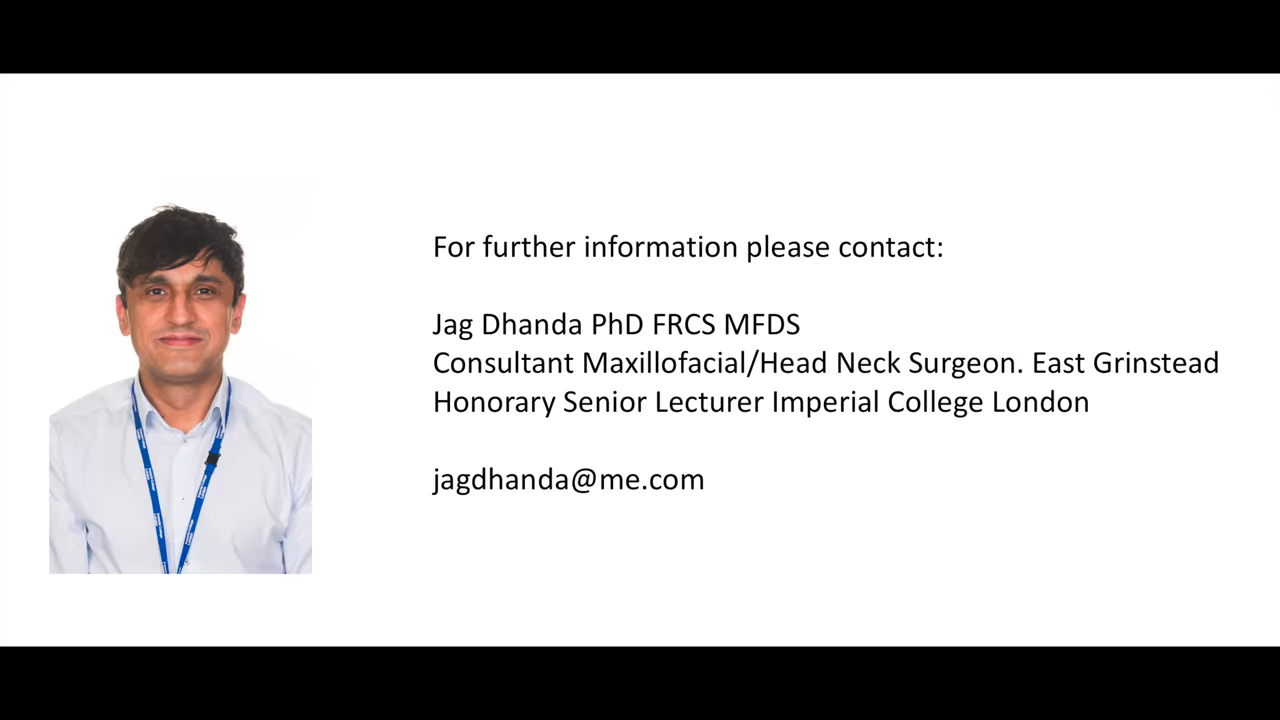 For further information please contact:
Jag Dhanda PhD FRCS MFDS
Consultant Maxillofacial/Head Neck Surgeon. East Grinstead
Honorary Senior Lecturer Imperial College London
jagdhanda@me.com